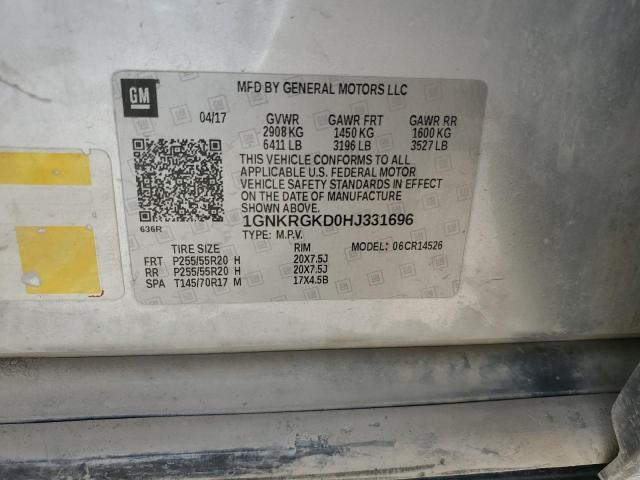 GM
MFD BY GENERAL MOTORS LLC
04/17 GVWR GAWR FRT GAWR RR
2908 KG 1450 KG 1600 KG
6411 LB 3196 LB 3527 LB
THIS VEHICLE CONFORMS TO ALL
APPLICABLE U.S. FEDERAL MOTOR
VEHICLE SAFETY STANDARDS IN EFFECT
ON THE DATE OF MANUFACTURE
SHOWN ABOVE.
636R 1GNKRGKD0HJ331696
TYPE: M.P.V. MODEL: 06CR14526
TIRE SIZE RIM
FRT P255/55R20 H 20X7.5J
RR P255/55R20 H 20X7.5J
SPA T145/70R17 M 17X4.5B